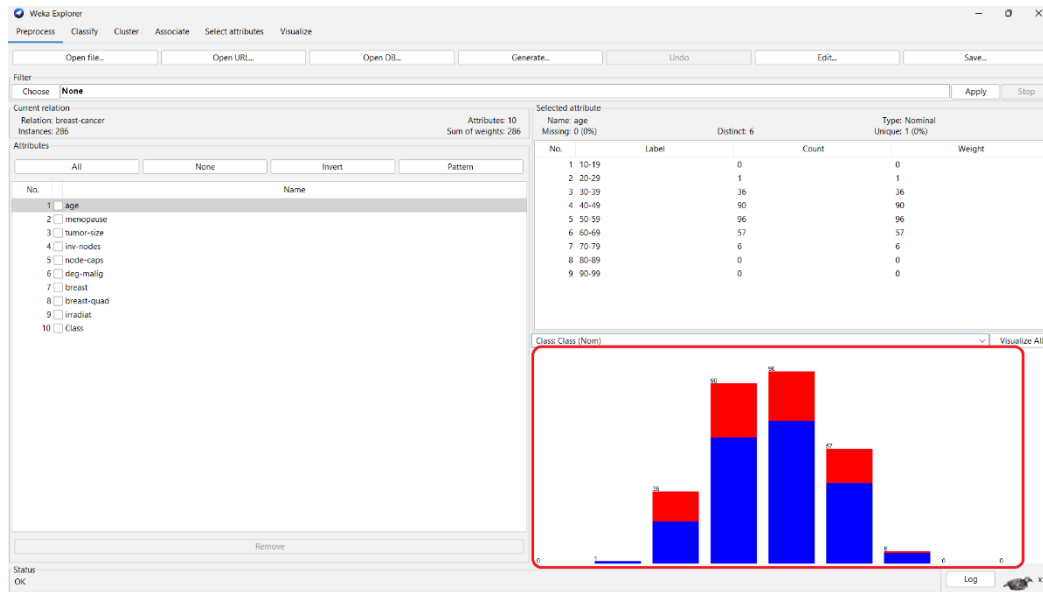 Weka Explorer
Preprocess Classify Cluster Associate Select attributes Visualize
Open file... Open URL... Open DB... Generate... Undo Edit... Save...
Filter
Choose None Apply Stop
Current relation
Relation: breast-cancer Attributes: 10
Instances: 286 Sum of weights: 286
Attributes
All None Invert Pattern
No. Name
1 age
2 menopause
3 tumor-size
4 inv-nodes
5 node-caps
6 deg-malig
7 breast
8 breast-quad
9 irradiat
10 Class
Remove
Selected attribute
Name: age Type: Nominal
Missing: 0 (0%) Distinct: 6 Unique: 1 (0%)
No. Label Count Weight
1 10-19 0 0
2 20-29 1 1
3 30-39 36 36
4 40-49 90 90
5 50-59 96 96
6 60-69 57 57
7 70-79 6 6
8 80-89 0 0
9 90-99 0 0
Class: Class (Nom) Visualize All
0 1 36 90 96 57 6 0 0
Status
OK
Log x